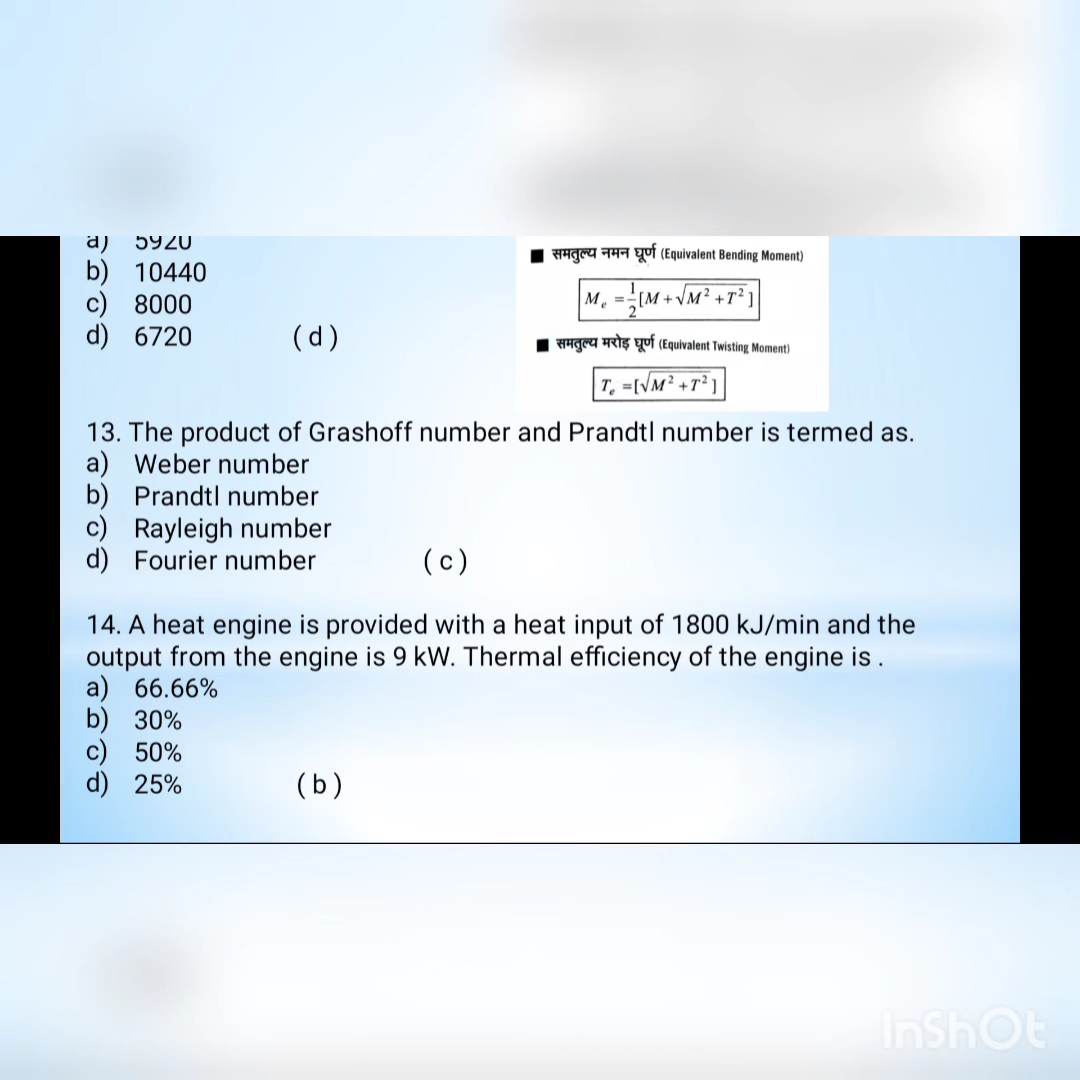 a) 5920
b) 10440
c) 8000
d) 6720 ( d )
■ समतुल्य नमन घूर्ण (Equivalent Bending Moment)
M_e = 1/2 [M + √M² + T²]
■ समतुल्य मरोड़ घूर्ण (Equivalent Twisting Moment)
T_e = [√M² + T²]
13. The product of Grashoff number and Prandtl number is termed as.
a) Weber number
b) Prandtl number
c) Rayleigh number
d) Fourier number ( c )
14. A heat engine is provided with a heat input of 1800 kJ/min and the
output from the engine is 9 kW. Thermal efficiency of the engine is .
a) 66.66%
b) 30%
c) 50%
d) 25% ( b )
InShOt